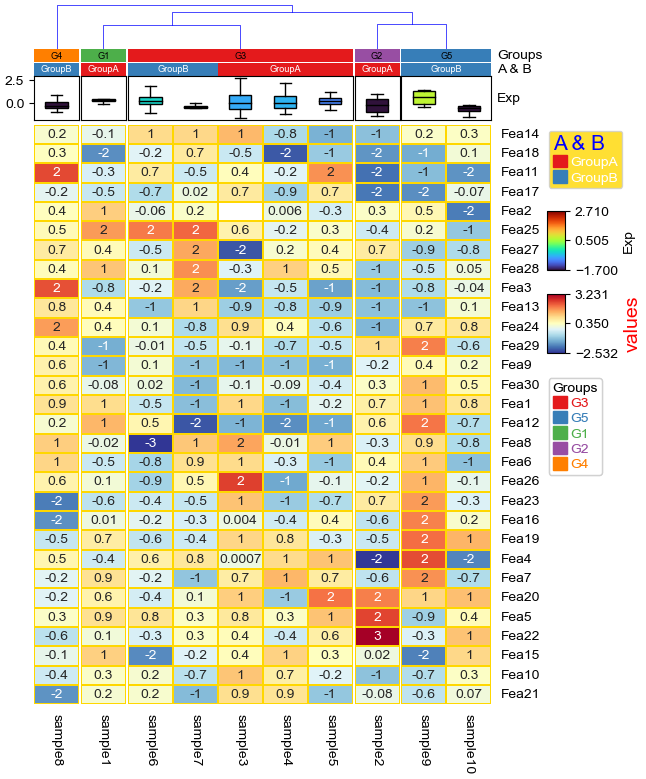 G4 G1 G3 G2 G5 Groups
GroupB GroupA GroupB GroupA GroupA GroupB A & B
2.5
0.0
Exp
0.2 -0.1 1 1 1 -0.8 -1 -1 0.2 0.3 Fea14
0.3 -2 -0.2 0.7 -0.5 -2 -1 -2 -1 0.1 Fea18
2 -0.3 0.7 -0.5 0.4 -0.2 2 -2 -1 -2 Fea11
-0.2 -0.5 -0.7 0.02 0.7 -0.9 0.7 -2 -2 -0.07 Fea17
0.4 1 -0.06 0.2 0.006 -0.3 0.3 0.5 -2 Fea2
0.5 2 2 2 0.6 -0.2 0.3 -0.4 0.2 -1 Fea25
0.7 0.4 -0.5 2 -2 0.2 0.4 0.7 -0.9 -0.8 Fea27
0.4 1 0.1 2 -0.3 1 0.5 -1 -0.5 0.05 Fea28
2 -0.8 -0.2 2 -2 -0.5 -1 -1 -0.8 -0.04 Fea3
0.8 0.4 -1 1 -0.9 -0.8 -0.9 -1 -1 0.1 Fea13
2 0.4 0.1 -0.8 0.9 0.4 -0.6 -1 0.7 0.8 Fea24
0.4 -1 -0.01 -0.5 -0.1 -0.7 -0.5 1 2 -0.6 Fea29
0.6 -1 0.1 -1 -1 -1 -1 -0.2 0.4 0.2 Fea9
0.6 -0.08 0.02 -1 -0.1 -0.09 -0.4 0.3 1 0.5 Fea30
0.9 1 -0.5 -1 1 -1 -0.2 0.7 1 0.8 Fea1
0.2 1 0.5 -2 -1 -2 -1 0.6 2 -0.7 Fea12
1 -0.02 -3 1 2 -0.01 1 -0.3 0.9 -0.8 Fea8
1 -0.5 -0.8 0.9 1 -0.3 -1 0.4 1 -1 Fea6
0.6 0.1 -0.9 0.5 2 -1 -0.1 -0.2 1 -0.1 Fea26
-2 -0.6 -0.4 -0.5 1 -1 -0.7 0.7 2 -0.3 Fea23
-2 0.01 -0.2 -0.3 0.004 -0.4 0.4 -0.6 2 0.2 Fea16
-0.5 0.7 -0.6 -0.4 1 0.8 -0.3 -0.5 2 1 Fea19
0.5 -0.4 0.6 0.8 0.0007 1 1 -2 2 -2 Fea4
-0.2 0.9 -0.2 -1 0.7 1 0.7 -0.6 2 -0.7 Fea7
-0.2 0.6 -0.4 0.1 1 -1 2 2 1 1 Fea20
0.3 0.9 0.8 0.3 0.8 0.3 1 2 -0.9 0.4 Fea5
-0.6 0.1 -0.3 0.3 0.4 -0.4 0.6 3 -0.3 1 Fea22
-0.1 1 -2 -0.2 0.4 1 0.3 0.02 -2 1 Fea15
-0.4 0.3 0.2 -0.7 1 0.7 -0.2 -1 -0.7 0.3 Fea10
-2 0.2 0.2 -1 0.9 0.9 -1 -0.08 -0.6 0.07 Fea21
sample8 sample1 sample6 sample7 sample3 sample4 sample5 sample2 sample9 sample10
A & B
GroupA
GroupB
2.710
0.505
-1.700
Exp
3.231
0.350
-2.532
values
Groups
G3
G5
G1
G2
G4